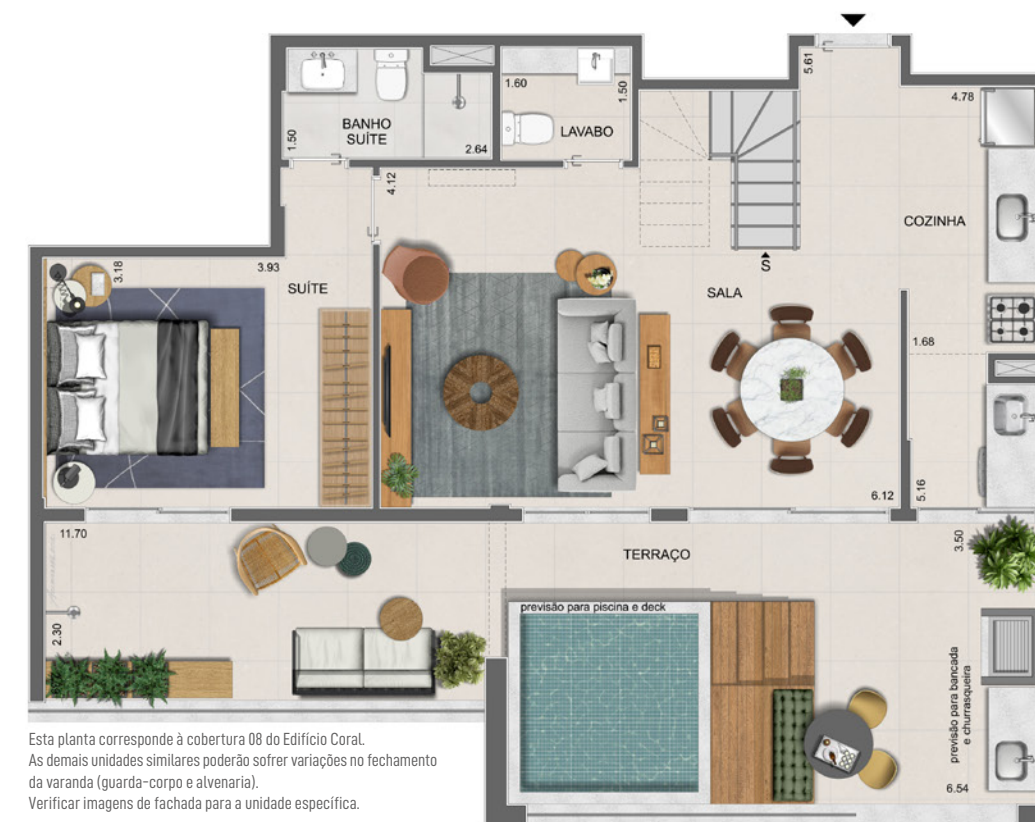 5.61
4.78
1.60
1.50
BANHO
SUÍTE
1.50
2.64
LAVABO
4.12
COZINHA
3.18
3.93
SUÍTE
S
SALA
1.68
6.12
5.16
11.70
TERRAÇO
3.50
previsão para piscina e deck
2.30
previsão para bancada
e churrasqueira
6.54
Esta planta corresponde à cobertura 08 do Edifício Coral.
As demais unidades similares poderão sofrer variações no fechamento
da varanda (guarda-corpo e alvenaria).
Verificar imagens de fachada para a unidade específica.